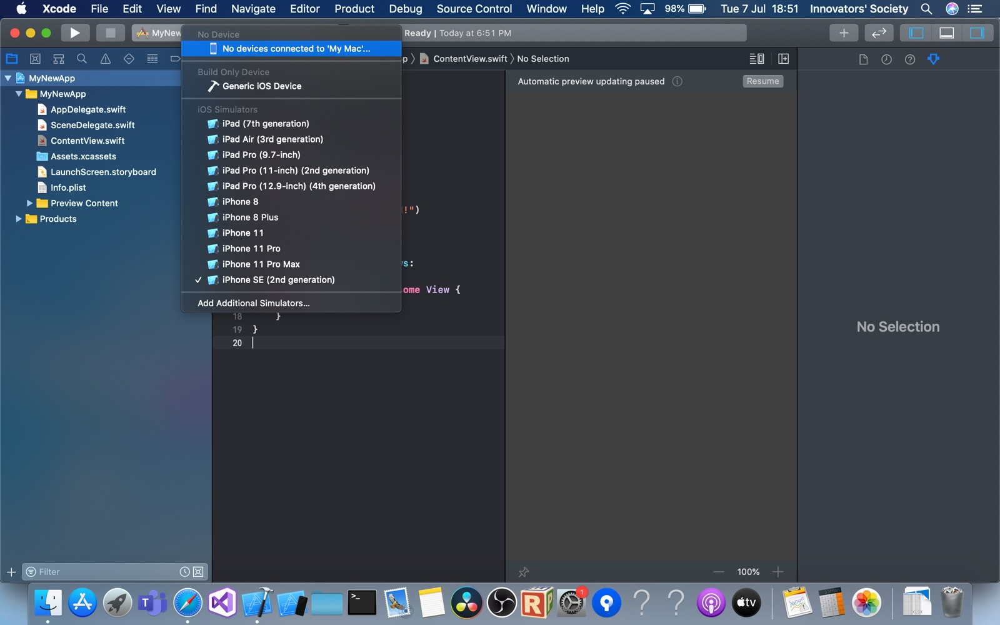 Xcode File Edit View Find Navigate Editor Product Debug Source Control Window Help 98% Tue 7 Jul 18:51 Innovators' Society
MyNew
Ready | Today at 6:51 PM
No Device
No devices connected to 'My Mac'...
Build Only Device
Generic iOS Device
iOS Simulators
iPad (7th generation)
iPad Air (3rd generation)
iPad Pro (9.7-inch)
iPad Pro (11-inch) (2nd generation)
iPad Pro (12.9-inch) (4th generation)
iPhone 8
iPhone 8 Plus
iPhone 11
iPhone 11 Pro
iPhone 11 Pro Max
✓ iPhone SE (2nd generation)
Add Additional Simulators...
MyNewApp
MyNewApp
AppDelegate.swift
SceneDelegate.swift
ContentView.swift
Assets.xcassets
LaunchScreen.storyboard
Info.plist
Preview Content
Products
Filter
p 〉 ContentView.swift 〉 No Selection
!")
s:
ome View {
18 }
19 }
20
Automatic preview updating paused
Resume
100%
No Selection
T
>_
R P
1
? ?
tv
XLSX